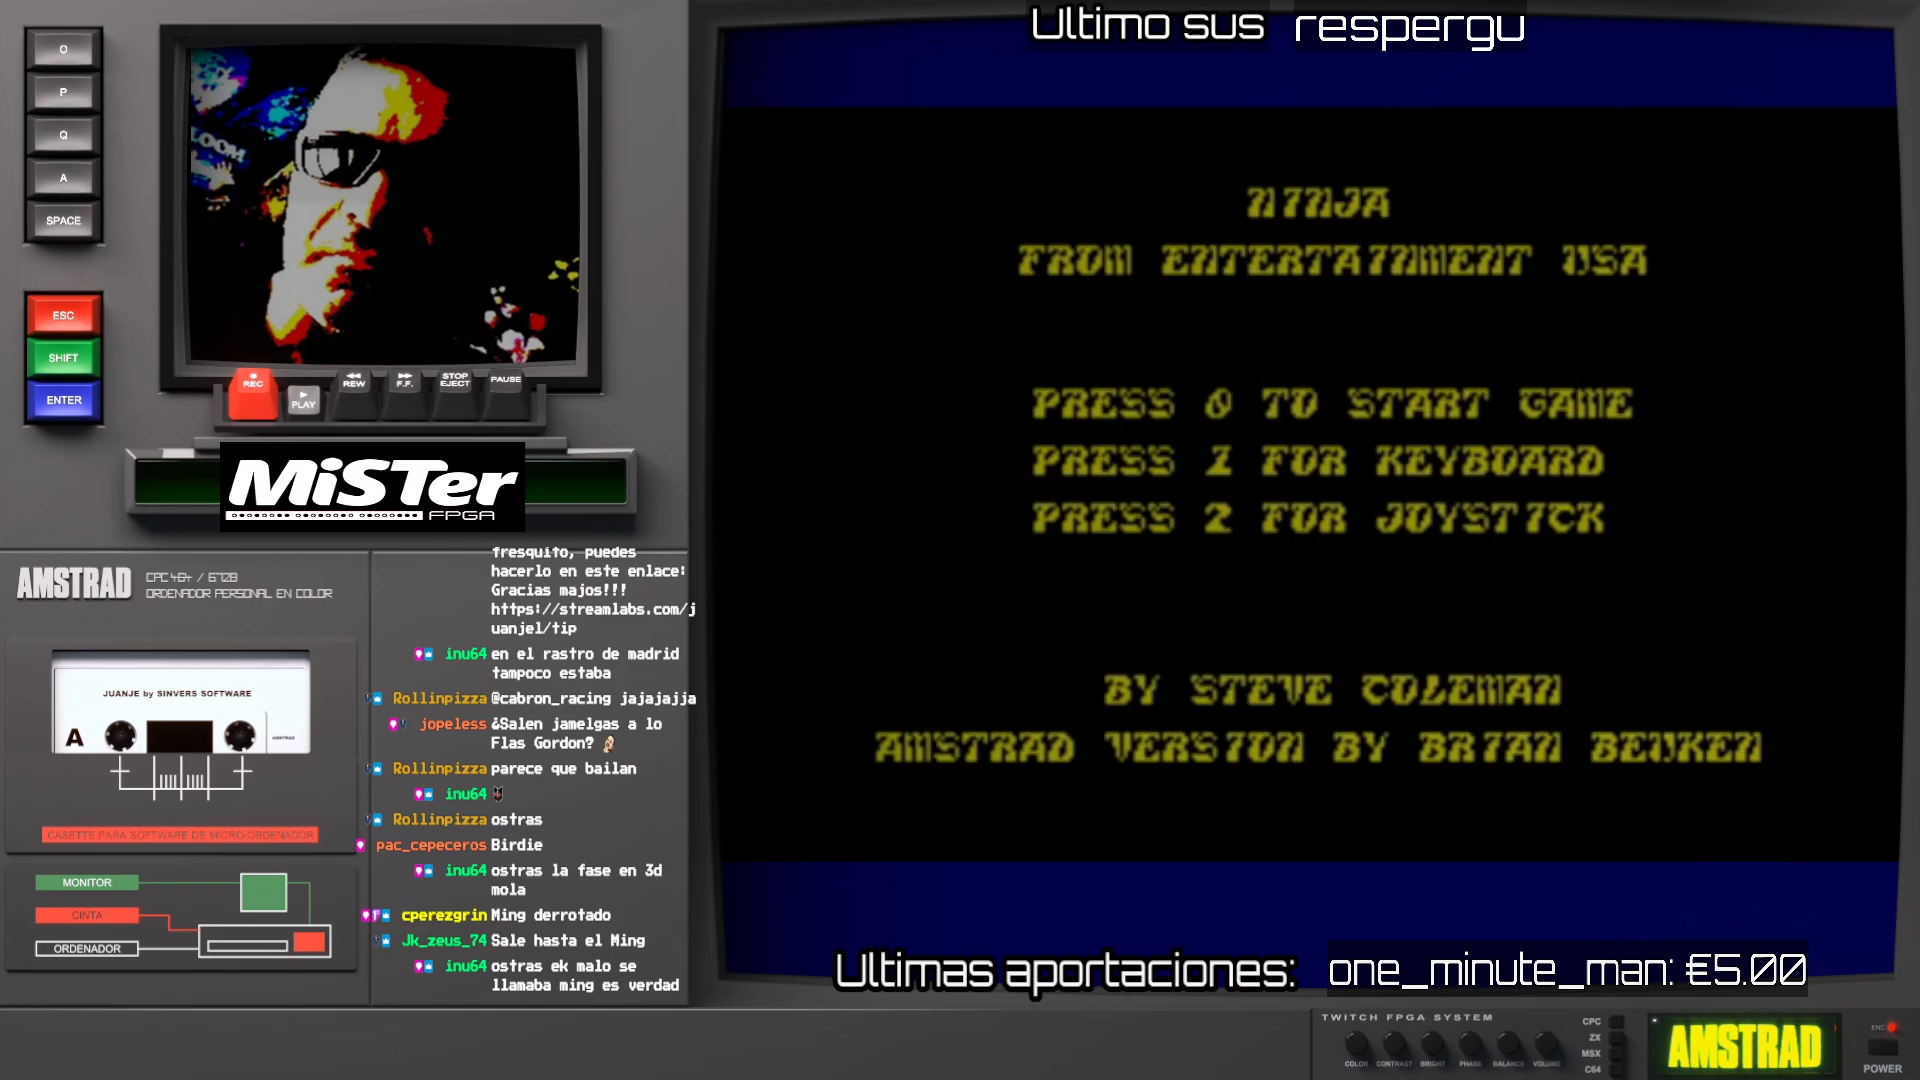 Ultimo sus respergu
O
P
Q
A
SPACE
ESC
SHIFT
ENTER
LOOM
REC
PLAY
REW
F.F.
STOP
EJECT
PAUSE
MiSTer
FPGA
NINJA
FROM ENTERTAINMENT USA
PRESS 0 TO START GAME
PRESS 1 FOR KEYBOARD
PRESS 2 FOR JOYSTICK
BY STEVE COLEMAN
AMSTRAD VERSION BY BRIAN BEUKEN
AMSTRAD
CPC 464 / 6128
ORDENADOR PERSONAL EN COLOR
JUANJE by SINVERS SOFTWARE
A
AMSTRAD
CASETTE PARA SOFTWARE DE MICRO-ORDENADOR
MONITOR
CINTA
ORDENADOR
fresquito, puedes
hacerlo en este enlace:
Gracias majos!!!
https://streamlabs.com/j
uanjel/tip
inu64 en el rastro de madrid
tampoco estaba
Rollinpizza @cabron_racing jajajajja
jopeless ¿Salen jamelgas a lo
Flas Gordon?
Rollinpizza parece que bailan
inu64
Rollinpizza ostras
pac_cepeceros Birdie
inu64 ostras la fase en 3d
mola
cperezgrin Ming derrotado
Jk_zeus_74 Sale hasta el Ming
inu64 ostras ek malo se
llamaba ming es verdad
Ultimas aportaciones: one_minute_man: €5.00
TWITCH FPGA SYSTEM
COLOR CONTRAST BRIGHT PHASE BALANCE VOLUME
CPC
ZX
MSX
C64
AMSTRAD
ENC
POWER